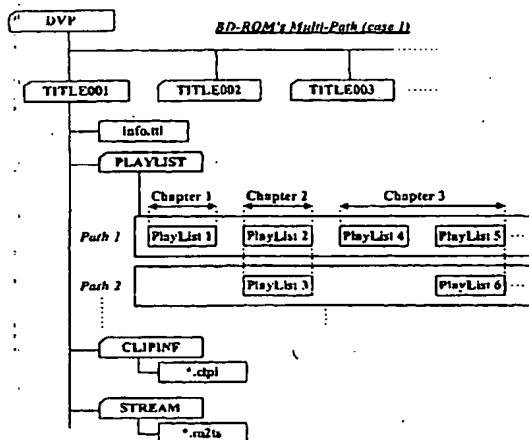 DVP
BD-ROM's Multi-Path (case 1)
TITLE001 TITLE002 TITLE003
info.ttl
PLAYLIST
Chapter 1 Chapter 2 Chapter 3
Path 1 PlayList 1 PlayList 2 PlayList 4 PlayList 5
Path 2 PlayList 3 PlayList 6
CLIPINF
*.clpi
STREAM
*.m2ts